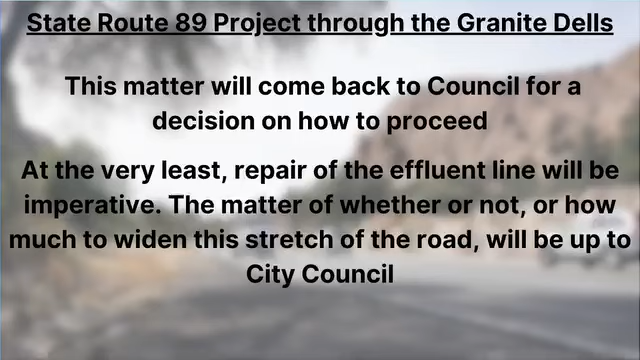 State Route 89 Project through the Granite Dells
This matter will come back to Council for a
decision on how to proceed
At the very least, repair of the effluent line will be
imperative. The matter of whether or not, or how
much to widen this stretch of the road, will be up to
City Council